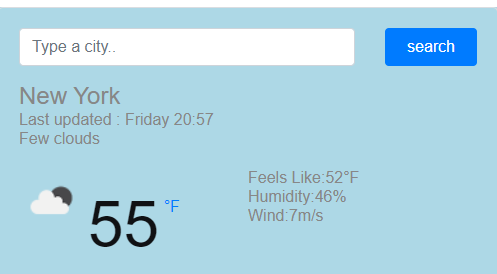 Type a city..
search
New York
Last updated : Friday 20:57
Few clouds
55 °F
Feels Like:52°F
Humidity:46%
Wind:7m/s